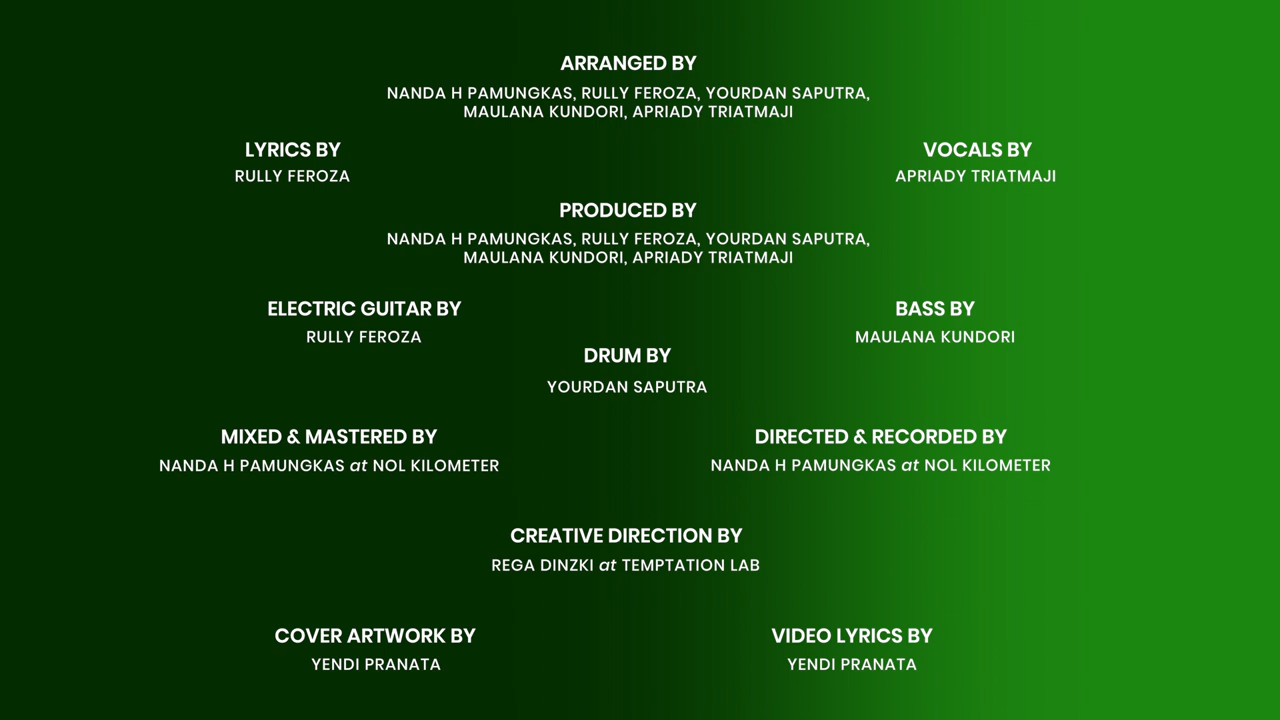 ARRANGED BY
NANDA H PAMUNGKAS, RULLY FEROZA, YOURDAN SAPUTRA,
MAULANA KUNDORI, APRIADY TRIATMAJI
LYRICS BY
RULLY FEROZA
VOCALS BY
APRIADY TRIATMAJI
PRODUCED BY
NANDA H PAMUNGKAS, RULLY FEROZA, YOURDAN SAPUTRA,
MAULANA KUNDORI, APRIADY TRIATMAJI
ELECTRIC GUITAR BY
RULLY FEROZA
BASS BY
MAULANA KUNDORI
DRUM BY
YOURDAN SAPUTRA
MIXED & MASTERED BY
NANDA H PAMUNGKAS at NOL KILOMETER
DIRECTED & RECORDED BY
NANDA H PAMUNGKAS at NOL KILOMETER
CREATIVE DIRECTION BY
REGA DINZKI at TEMPTATION LAB
COVER ARTWORK BY
YENDI PRANATA
VIDEO LYRICS BY
YENDI PRANATA